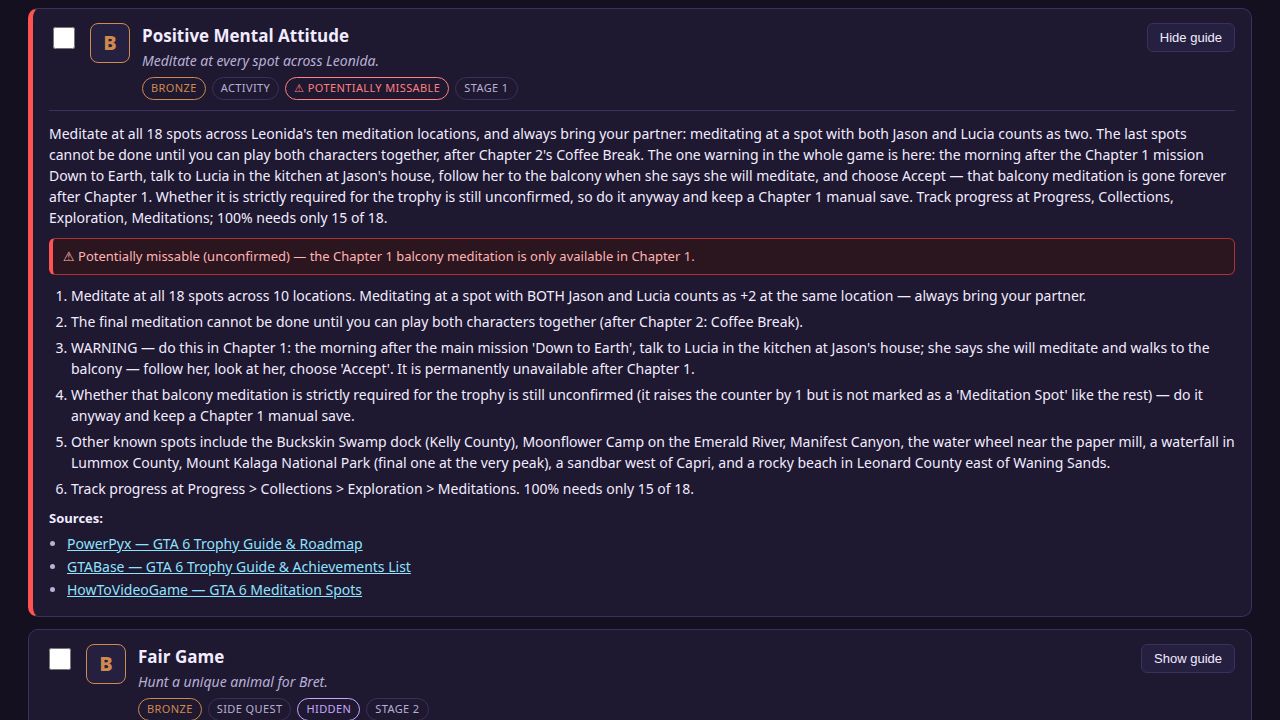 B
Positive Mental Attitude
Hide guide
Meditate at every spot across Leonida.
BRONZE
ACTIVITY
⚠ POTENTIALLY MISSABLE
STAGE 1
Meditate at all 18 spots across Leonida's ten meditation locations, and always bring your partner: meditating at a spot with both Jason and Lucia counts as two. The last spots
cannot be done until you can play both characters together, after Chapter 2's Coffee Break. The one warning in the whole game is here: the morning after the Chapter 1 mission
Down to Earth, talk to Lucia in the kitchen at Jason's house, follow her to the balcony when she says she will meditate, and choose Accept — that balcony meditation is gone forever
after Chapter 1. Whether it is strictly required for the trophy is still unconfirmed, so do it anyway and keep a Chapter 1 manual save. Track progress at Progress, Collections,
Exploration, Meditations; 100% needs only 15 of 18.
⚠ Potentially missable (unconfirmed) — the Chapter 1 balcony meditation is only available in Chapter 1.
1. Meditate at all 18 spots across 10 locations. Meditating at a spot with BOTH Jason and Lucia counts as +2 at the same location — always bring your partner.
2. The final meditation cannot be done until you can play both characters together (after Chapter 2: Coffee Break).
3. WARNING — do this in Chapter 1: the morning after the main mission 'Down to Earth', talk to Lucia in the kitchen at Jason's house; she says she will meditate and walks to the
balcony — follow her, look at her, choose 'Accept'. It is permanently unavailable after Chapter 1.
4. Whether that balcony meditation is strictly required for the trophy is still unconfirmed (it raises the counter by 1 but is not marked as a 'Meditation Spot' like the rest) — do it
anyway and keep a Chapter 1 manual save.
5. Other known spots include the Buckskin Swamp dock (Kelly County), Moonflower Camp on the Emerald River, Manifest Canyon, the water wheel near the paper mill, a waterfall in
Lummox County, Mount Kalaga National Park (final one at the very peak), a sandbar west of Capri, and a rocky beach in Leonard County east of Waning Sands.
6. Track progress at Progress > Collections > Exploration > Meditations. 100% needs only 15 of 18.
Sources:
• PowerPyx — GTA 6 Trophy Guide & Roadmap
• GTABase — GTA 6 Trophy Guide & Achievements List
• HowToVideoGame — GTA 6 Meditation Spots
B
Fair Game
Show guide
Hunt a unique animal for Bret.
BRONZE
SIDE QUEST
HIDDEN
STAGE 2